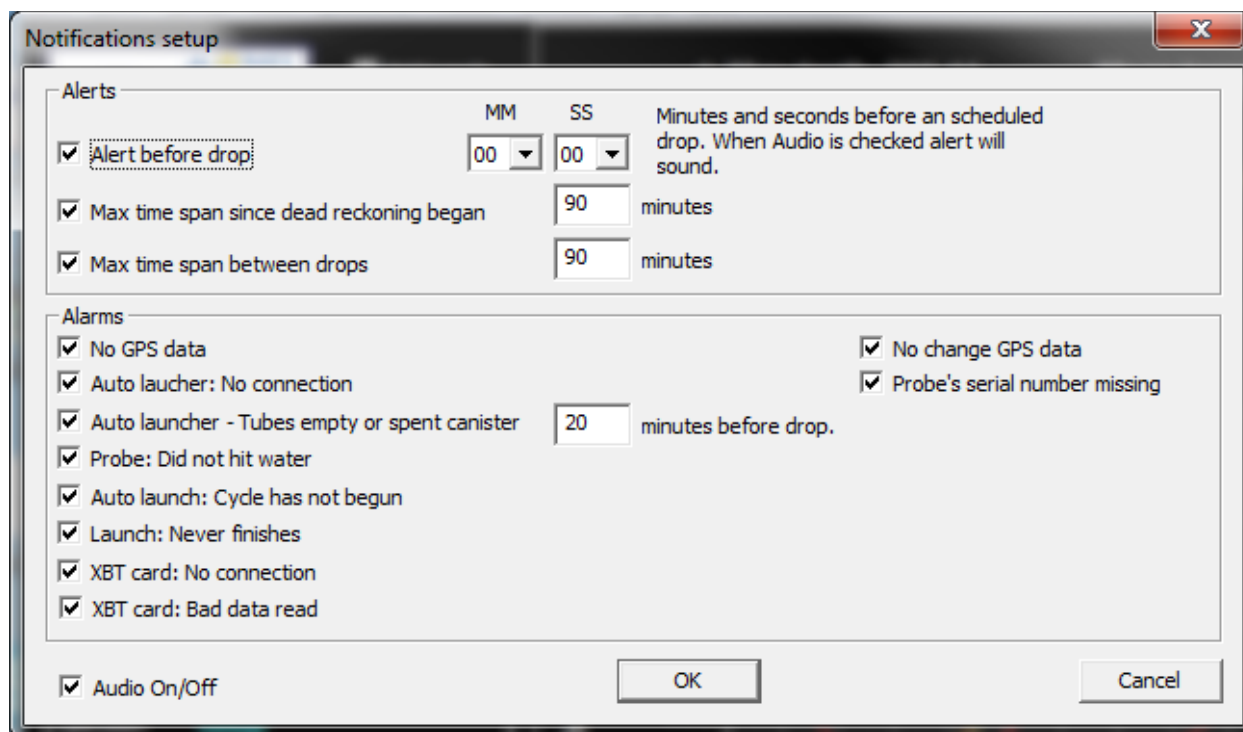 Notifications setup
Alerts
MM SS
Alert before drop 00 00
Minutes and seconds before an scheduled
drop. When Audio is checked alert will
sound.
Max time span since dead reckoning began 90 minutes
Max time span between drops 90 minutes
Alarms
No GPS data No change GPS data
Auto laucher: No connection Probe's serial number missing
Auto launcher - Tubes empty or spent canister 20 minutes before drop.
Probe: Did not hit water
Auto launch: Cycle has not begun
Launch: Never finishes
XBT card: No connection
XBT card: Bad data read
Audio On/Off OK Cancel